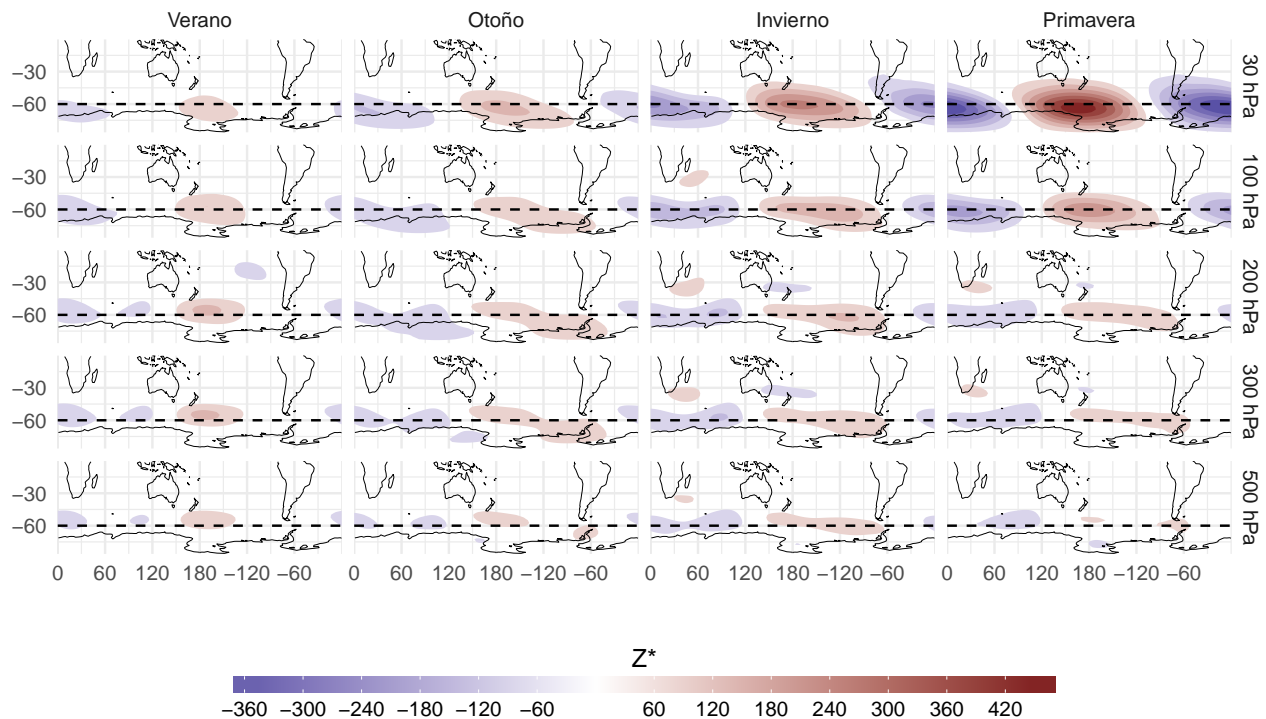 Verano Otoño Invierno Primavera
−30
−60
30 hPa
−30
−60
100 hPa
−30
−60
200 hPa
−30
−60
300 hPa
−30
−60
500 hPa
0 60 120 180 −120 −60 0 60 120 180 −120 −60 0 60 120 180 −120 −60 0 60 120 180 −120 −60
Z*
−360 −300 −240 −180 −120 −60 60 120 180 240 300 360 420